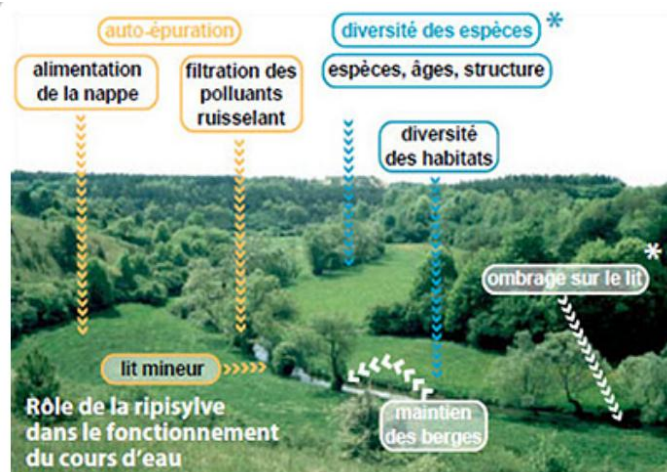 auto-épuration
diversité des espèces *
alimentation
de la nappe
filtration des
polluants
ruisselant
espèces, âges, structure
diversité
des habitats
*
ombrage sur le lit
lit mineur
maintien
des berges
Rôle de la ripisylve
dans le fonctionnement
du cours d'eau